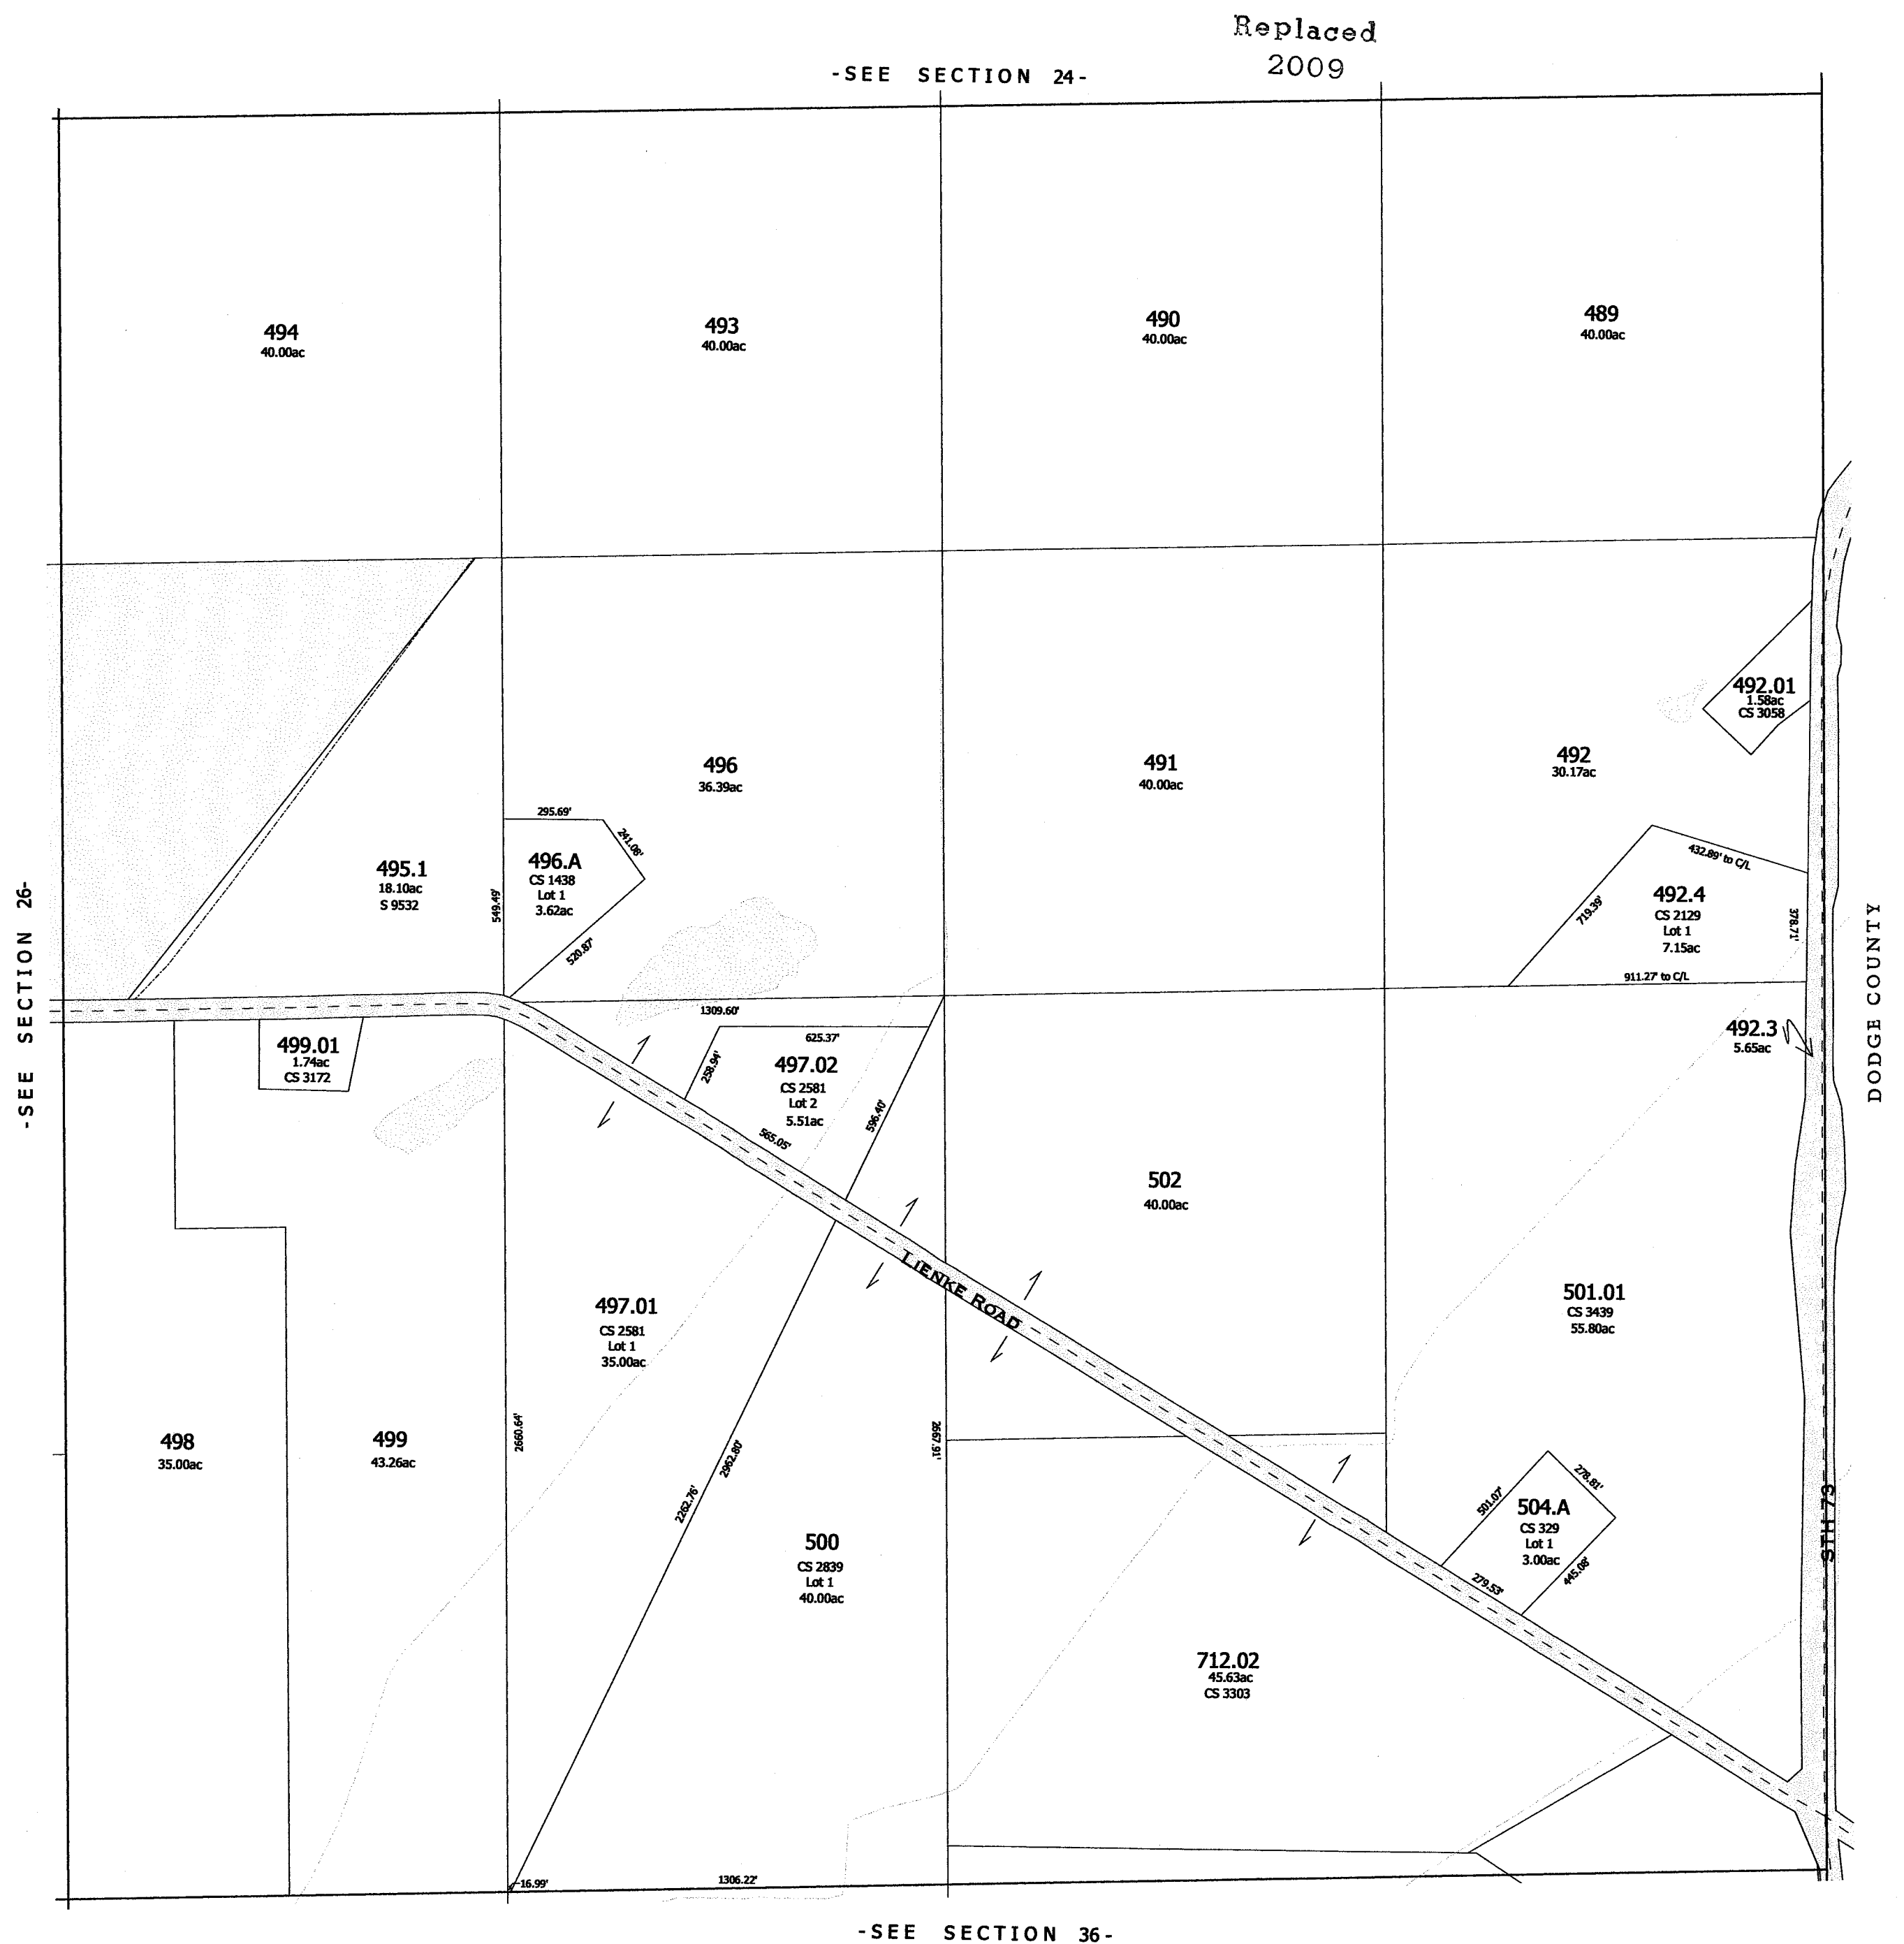 Replaced
2009
-SEE SECTION 24-
494
40.00ac
493
40.00ac
490
40.00ac
489
40.00ac
492.01
1.58ac
CS 3058
496
36.39ac
491
40.00ac
492
30.17ac
295.69'
241.08'
432.89' to C/L
495.1
18.10ac
S 9532
496.A
CS 1438
Lot 1
3.62ac
549.49'
520.87'
719.39'
492.4
CS 2129
Lot 1
7.15ac
378.71'
911.27' to C/L
-SEE SECTION 26-
DODGE COUNTY
1309.60'
625.37'
258.94'
497.02
CS 2581
Lot 2
5.51ac
565.05'
596.40'
499.01
1.74ac
CS 3172
492.3
5.65ac
502
40.00ac
LIENKE ROAD
497.01
CS 2581
Lot 1
35.00ac
501.01
CS 3439
55.80ac
498
35.00ac
499
43.26ac
2660.64'
2262.76'
2962.80'
2667.91'
500
CS 2839
Lot 1
40.00ac
501.07'
278.81'
504.A
CS 329
Lot 1
3.00ac
279.53'
445.08'
STH 73
712.02
45.63ac
CS 3303
16.99'
1306.22'
-SEE SECTION 36-